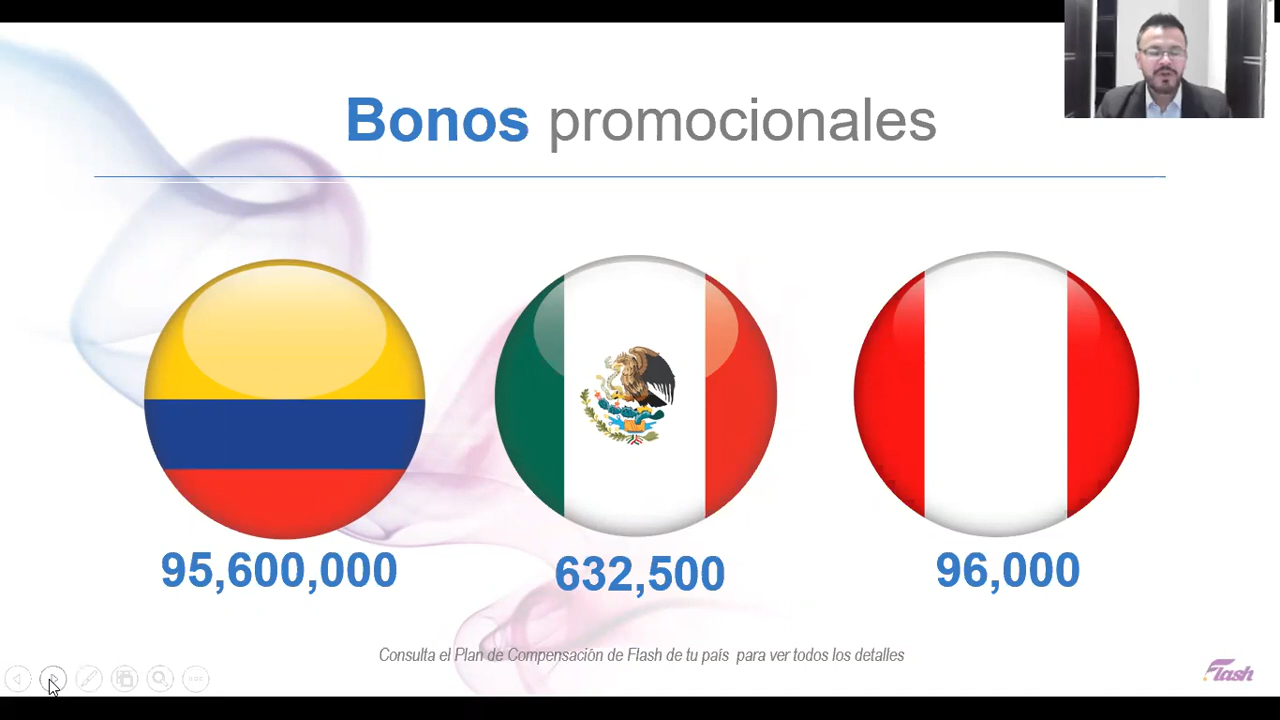 Bonos promocionales
95,600,000
632,500
96,000
Consulta el Plan de Compensación de Flash de tu país para ver todos los detalles
Flash